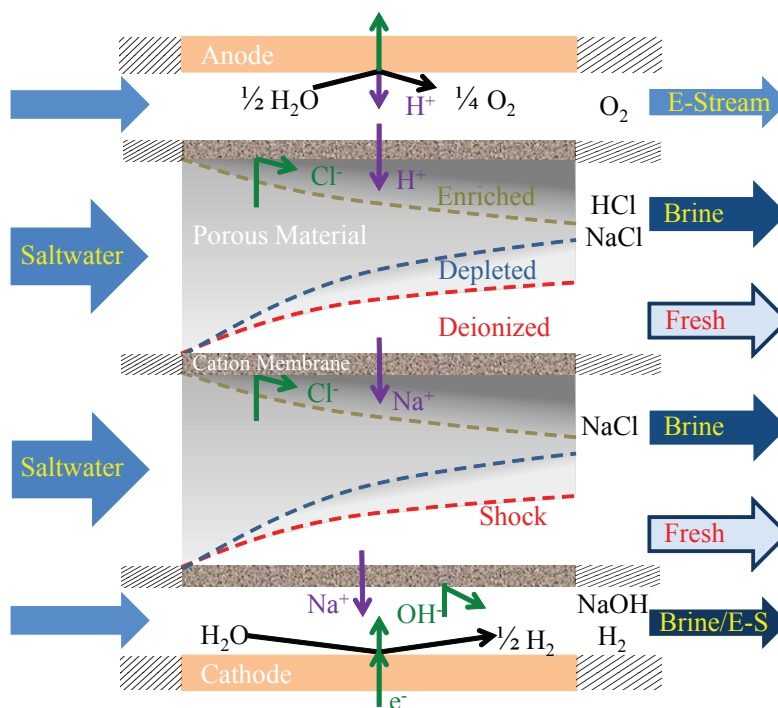 Anode
½ H₂O
H⁺
¼ O₂
O₂
E-Stream
Cl⁻
H⁺
Enriched
HCl
NaCl
Brine
Porous Material
Saltwater
Depleted
Deionized
Fresh
Cation Membrane
Cl⁻
Na⁺
NaCl
Brine
Saltwater
Shock
Fresh
Na⁺
OH⁻
NaOH
H₂O
½ H₂
H₂
Brine/E-S
Cathode
e⁻